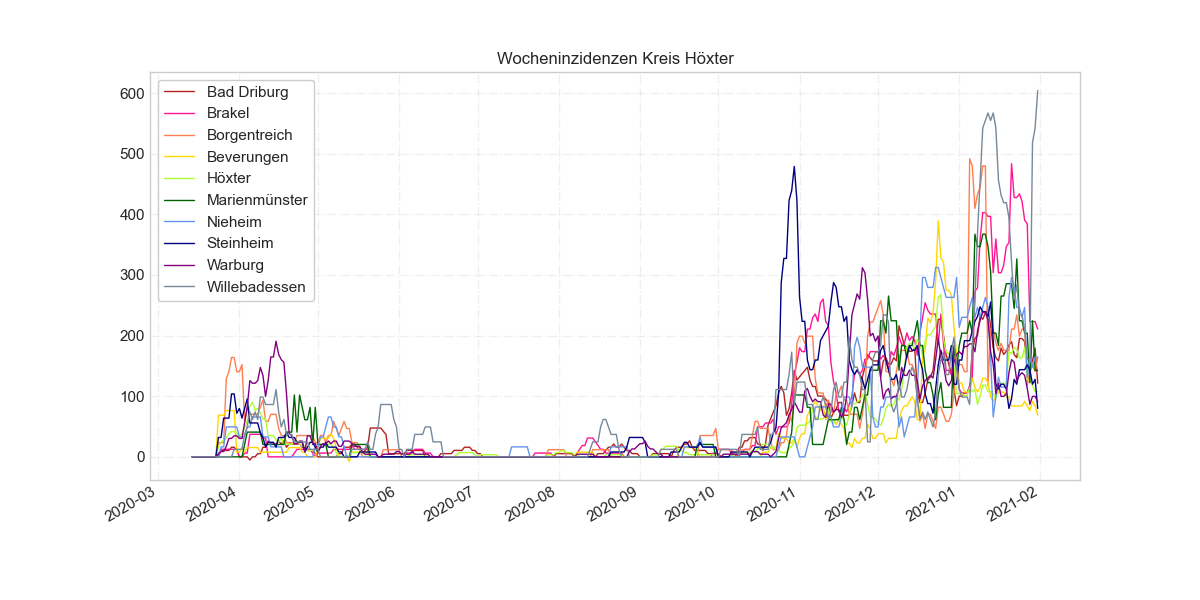 Wocheninzidenzen Kreis Höxter
600
500
400
300
200
100
0
Bad Driburg
Brakel
Borgentreich
Beverungen
Höxter
Marienmünster
Nieheim
Steinheim
Warburg
Willebadessen
2020-03
2020-04
2020-05
2020-06
2020-07
2020-08
2020-09
2020-10
2020-11
2020-12
2021-01
2021-02